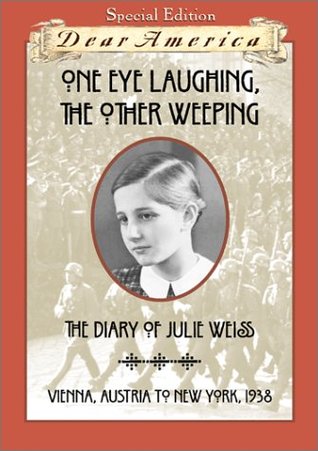 Special Edition
Dear America
ONE EYE LAUGHING,
THE OTHER WEEPING
THE DIARY OF JULIE WEISS
VIENNA, AUSTRIA TO NEW YORK, 1938